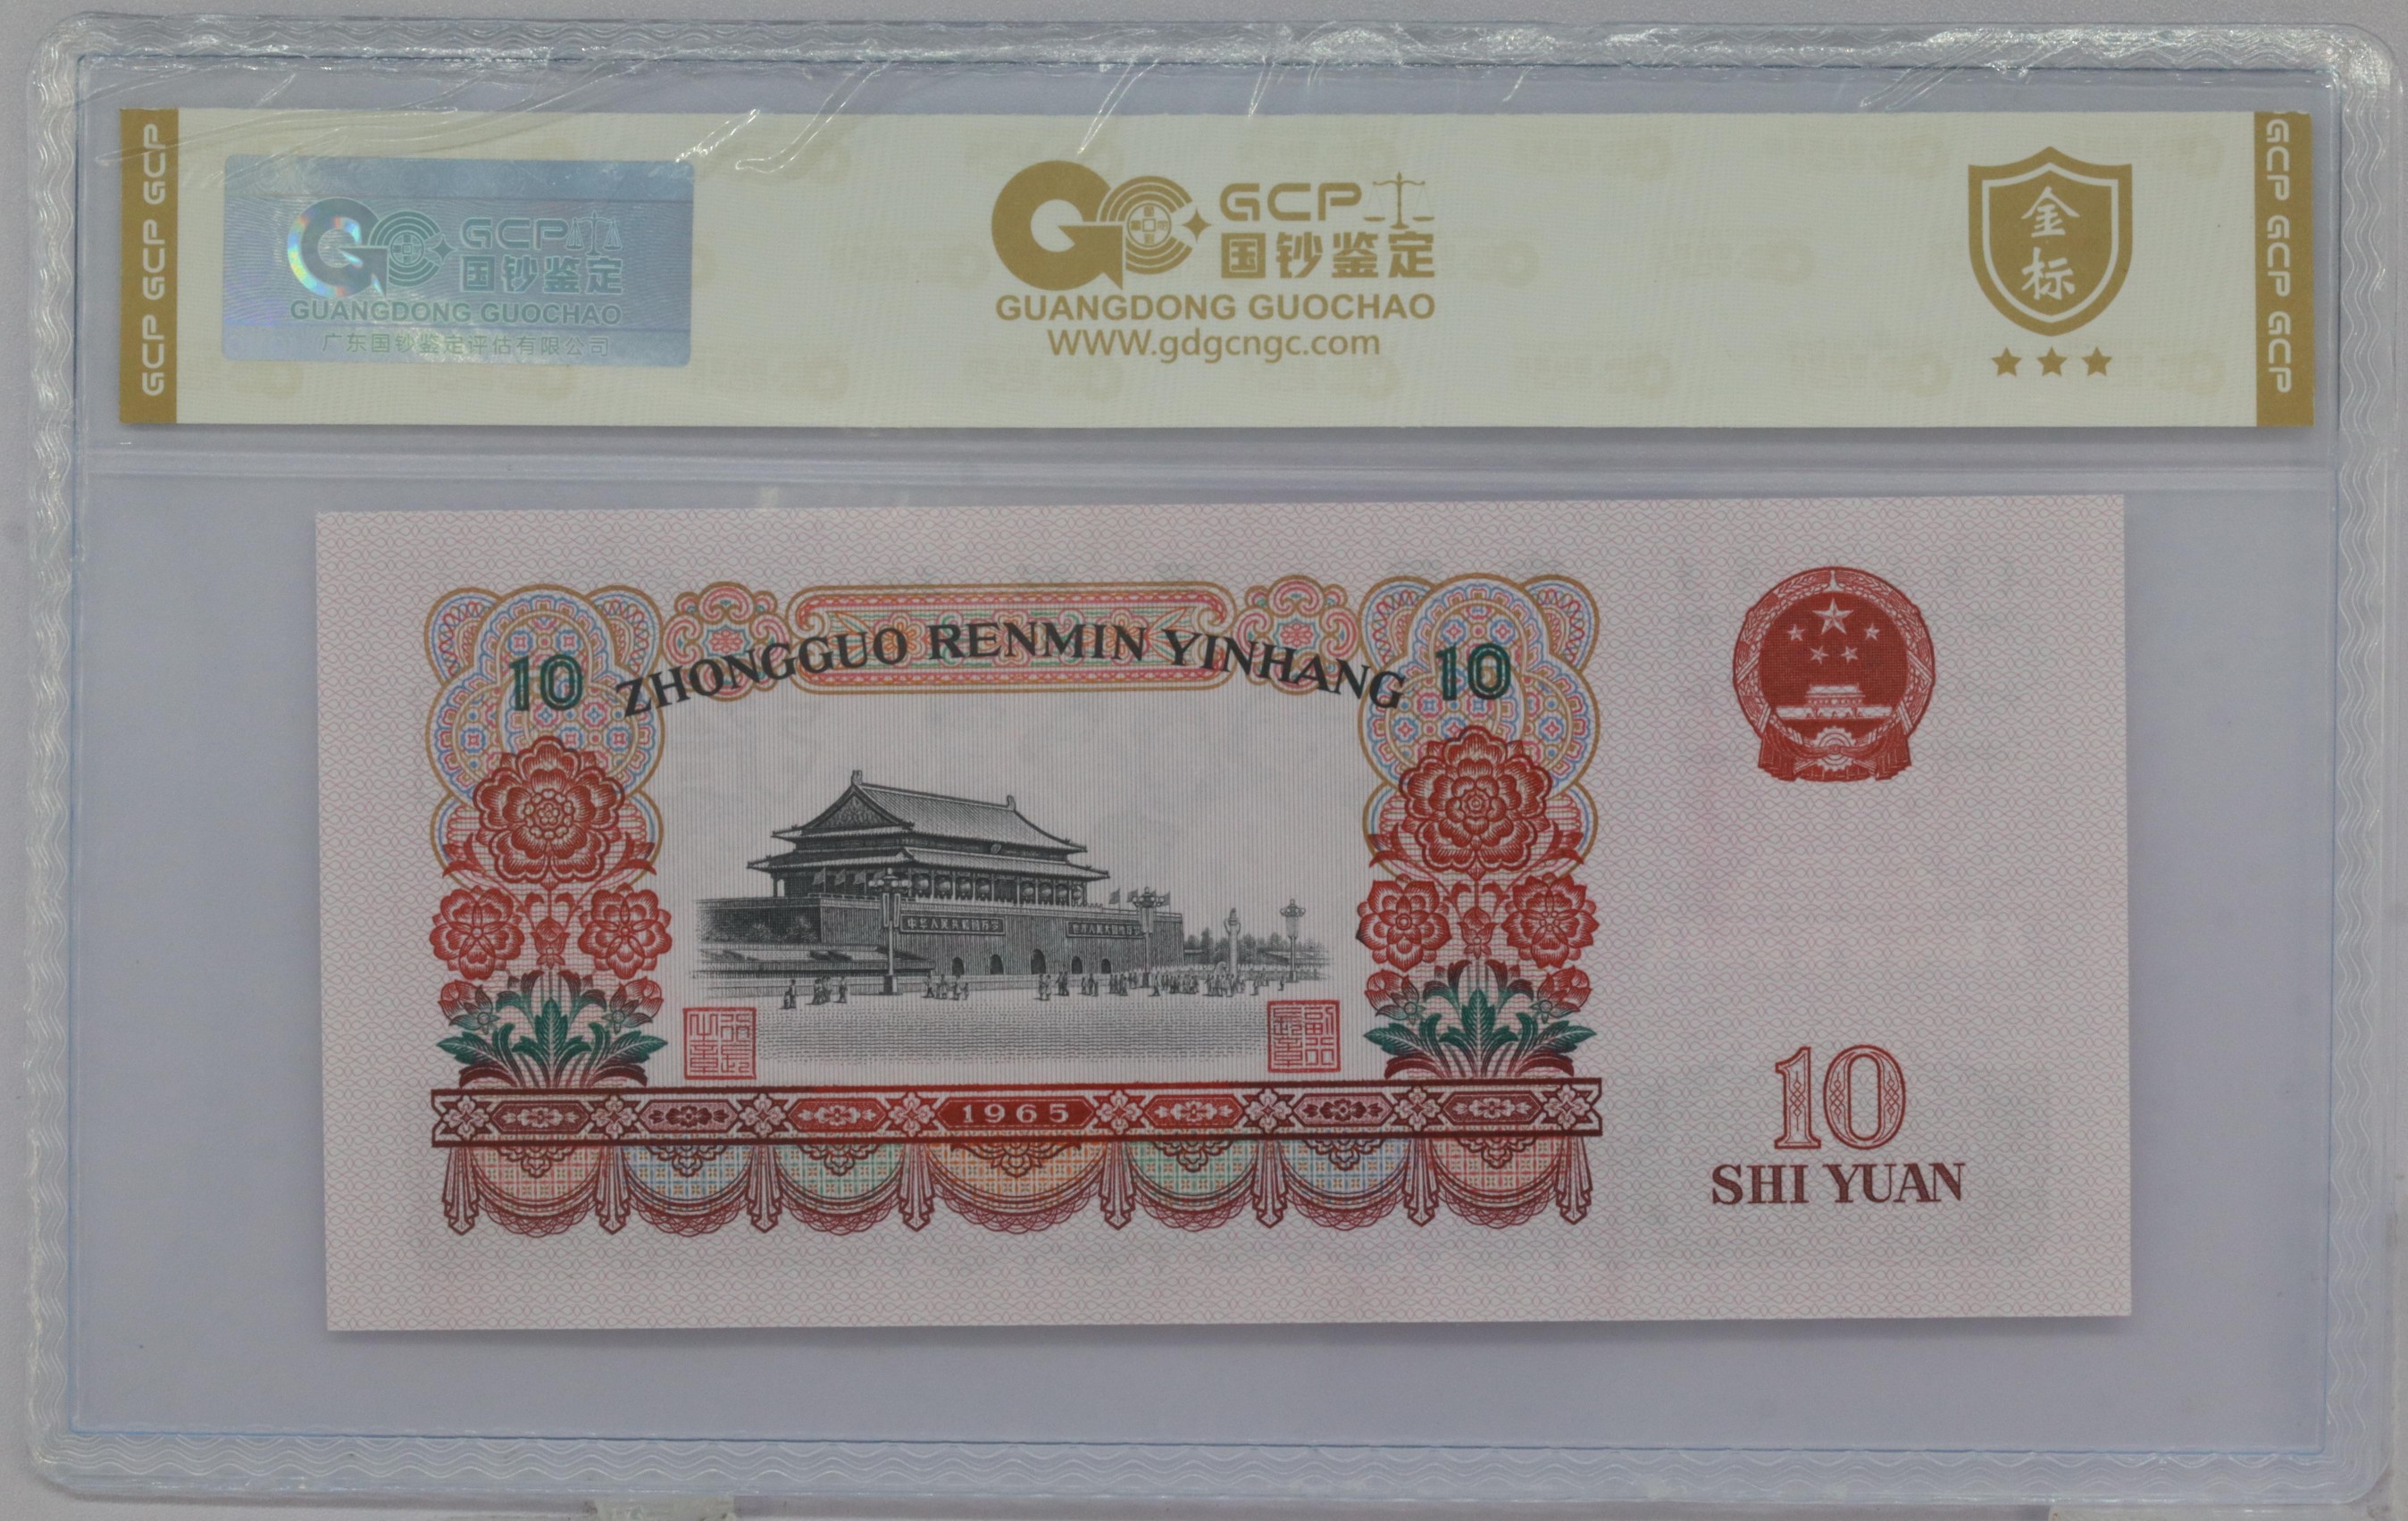 GCP GCP GCP
GCP
国钞鉴定
GUANGDONG GUOCHAO
广东国钞鉴定评估有限公司
GCP
国钞鉴定
GUANGDONG GUOCHAO
WWW.gdgcngc.com
金
标
GCP GCP GCP
ZHONGGUO RENMIN YINHANG
10
10
1965
10
SHI YUAN